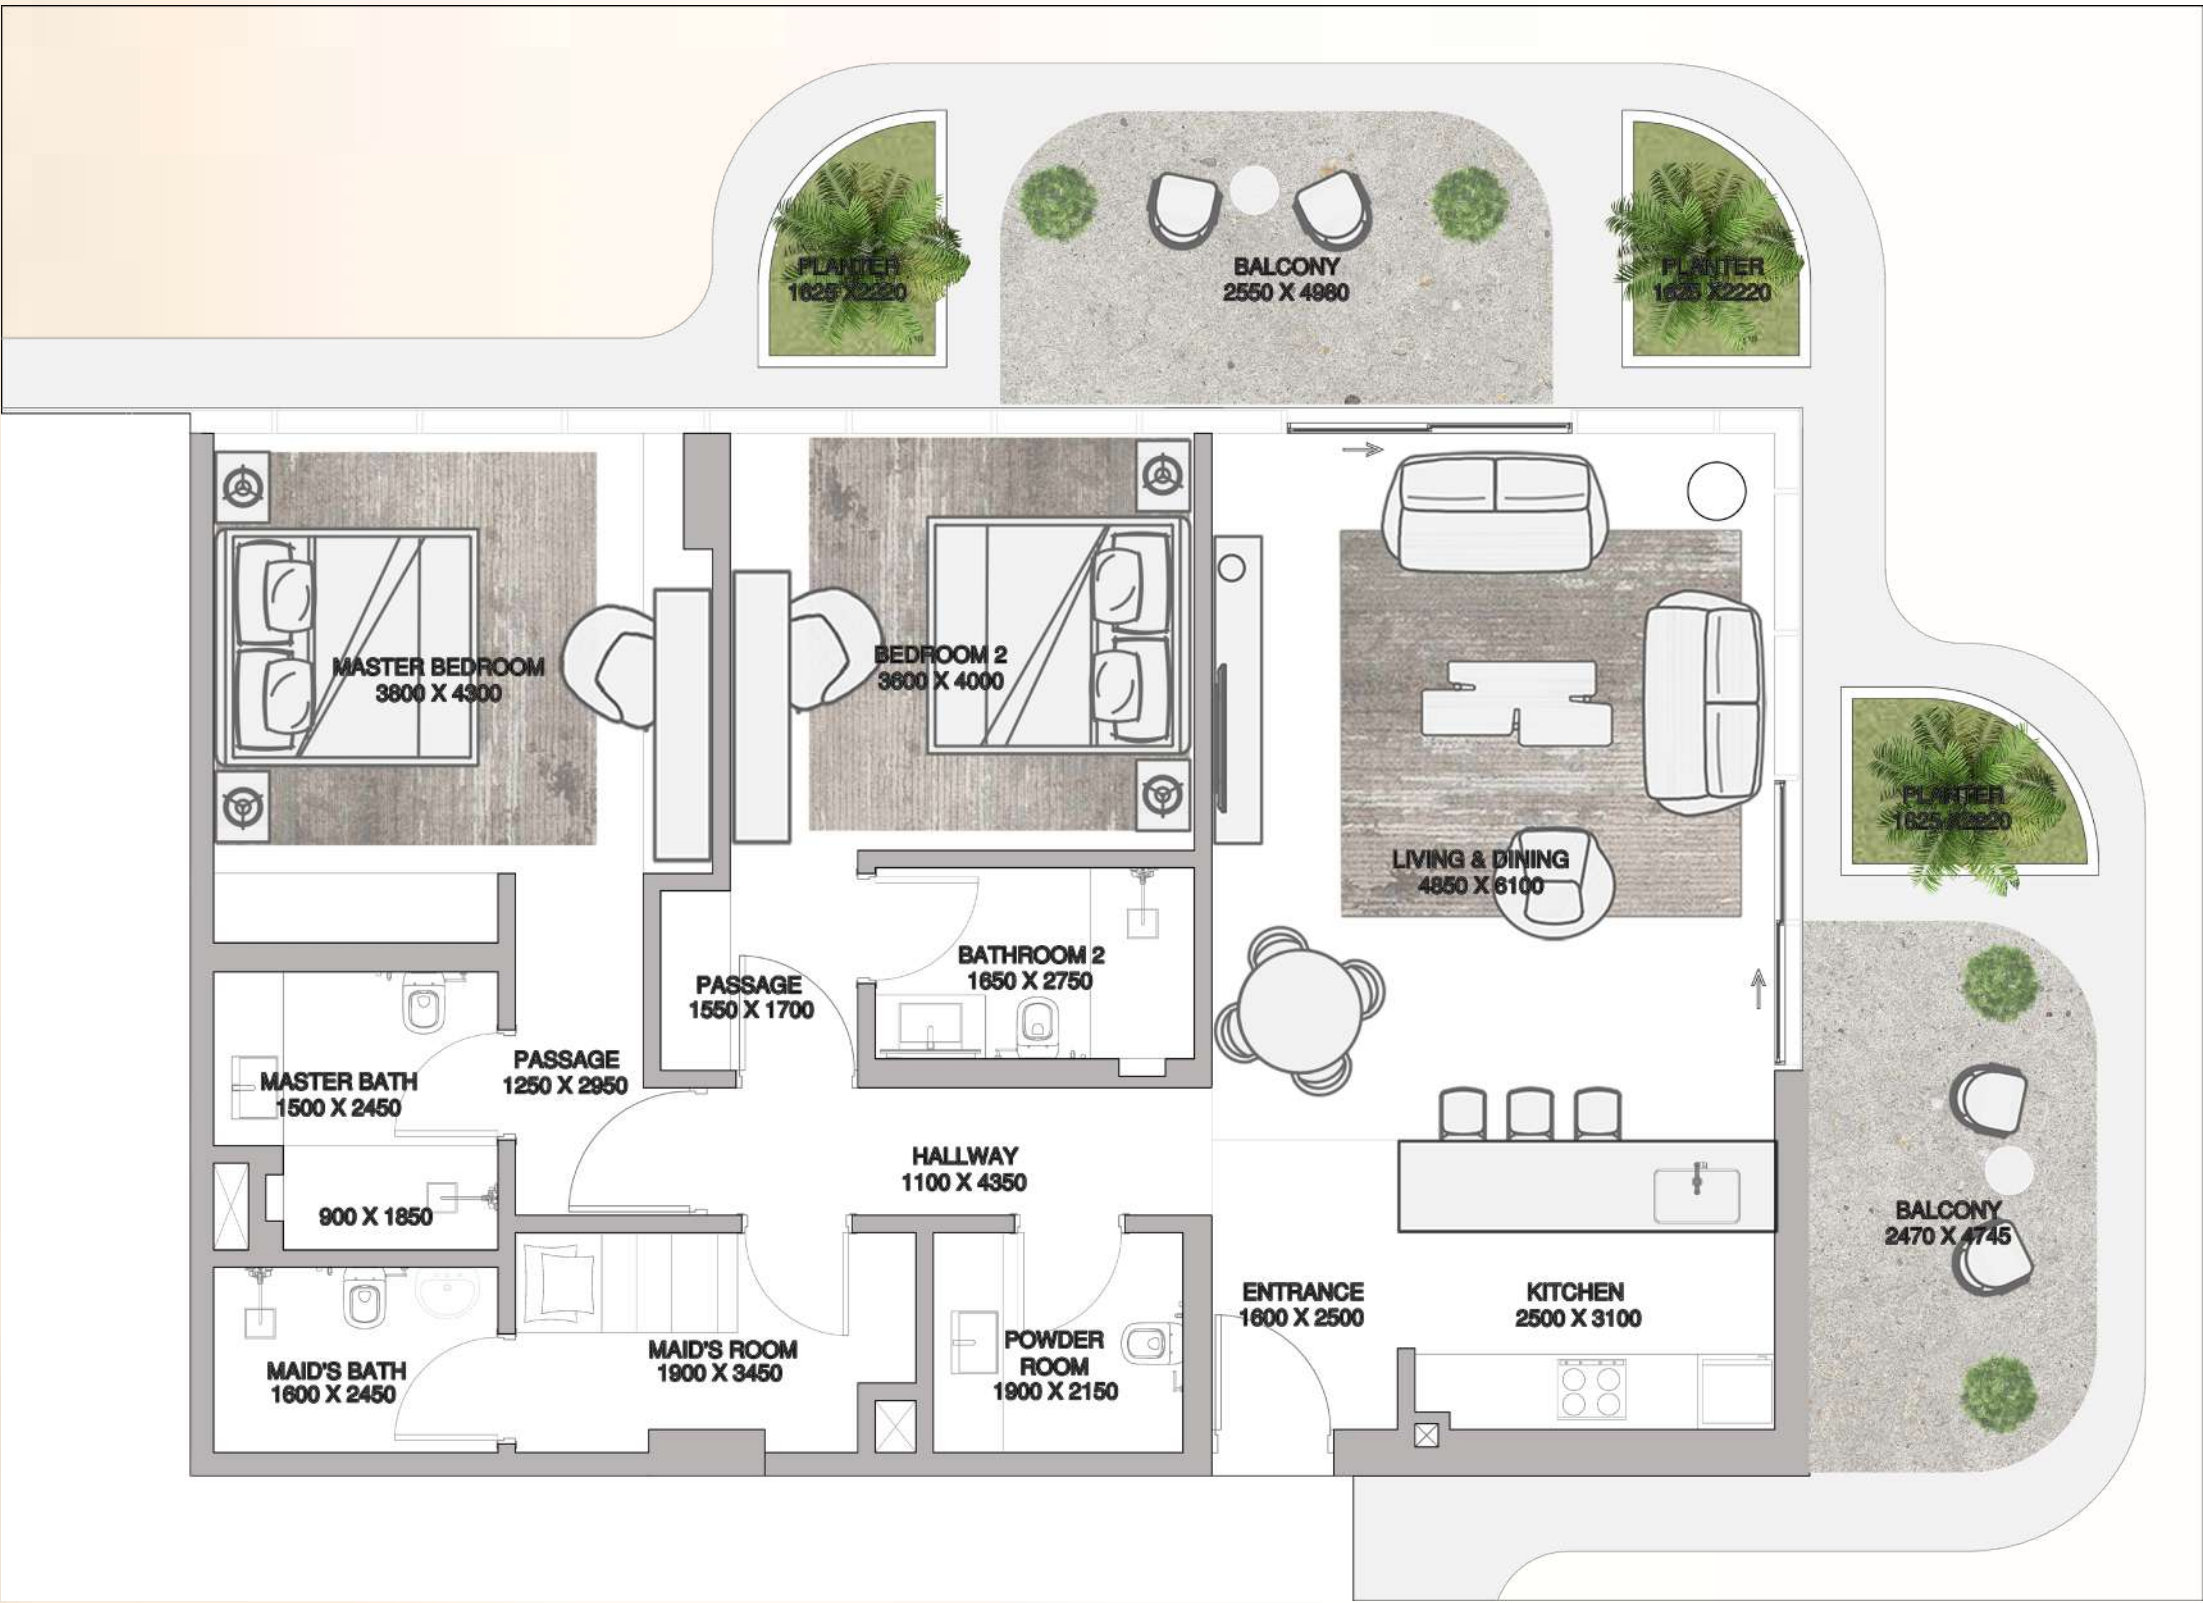 PLANTER
1625 X2220
BALCONY
2550 X 4980
PLANTER
1625 X2220
MASTER BEDROOM
3800 X 4300
BEDROOM 2
3600 X 4000
PLANTER
1625 X2220
LIVING & DINING
4850 X 6100
BATHROOM 2
1650 X 2750
PASSAGE
1550 X 1700
PASSAGE
1250 X 2950
MASTER BATH
1500 X 2450
HALLWAY
1100 X 4350
900 X 1850
BALCONY
2470 X 4745
ENTRANCE
1600 X 2500
KITCHEN
2500 X 3100
MAID'S ROOM
1900 X 3450
POWDER
ROOM
1900 X 2150
MAID'S BATH
1600 X 2450